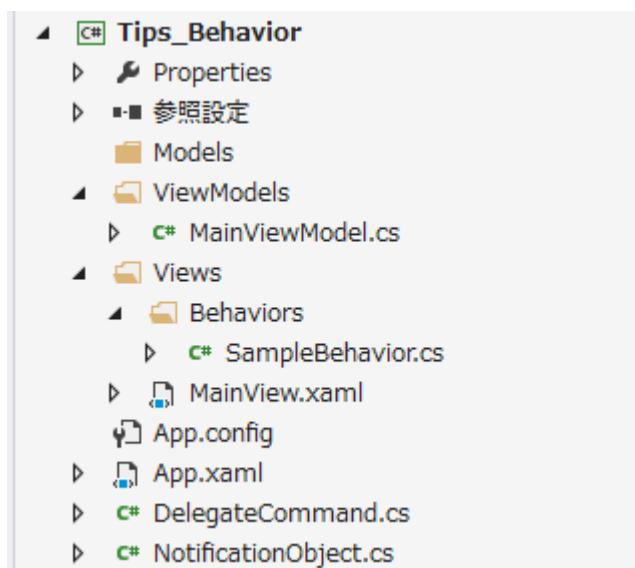 C# Tips_Behavior
Properties
参照設定
Models
ViewModels
C# MainViewModel.cs
Views
Behaviors
C# SampleBehavior.cs
MainView.xaml
App.config
App.xaml
C# DelegateCommand.cs
C# NotificationObject.cs